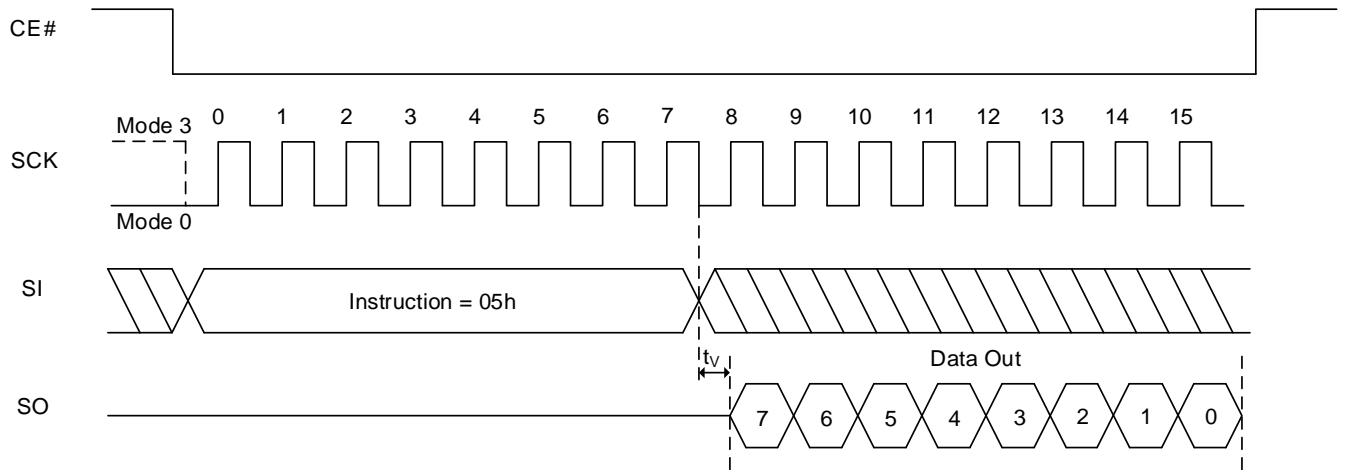 CE#
Mode 3
0 1 2 3 4 5 6 7 8 9 10 11 12 13 14 15
SCK
Mode 0
SI
Instruction = 05h
tV
Data Out
SO
7 6 5 4 3 2 1 0